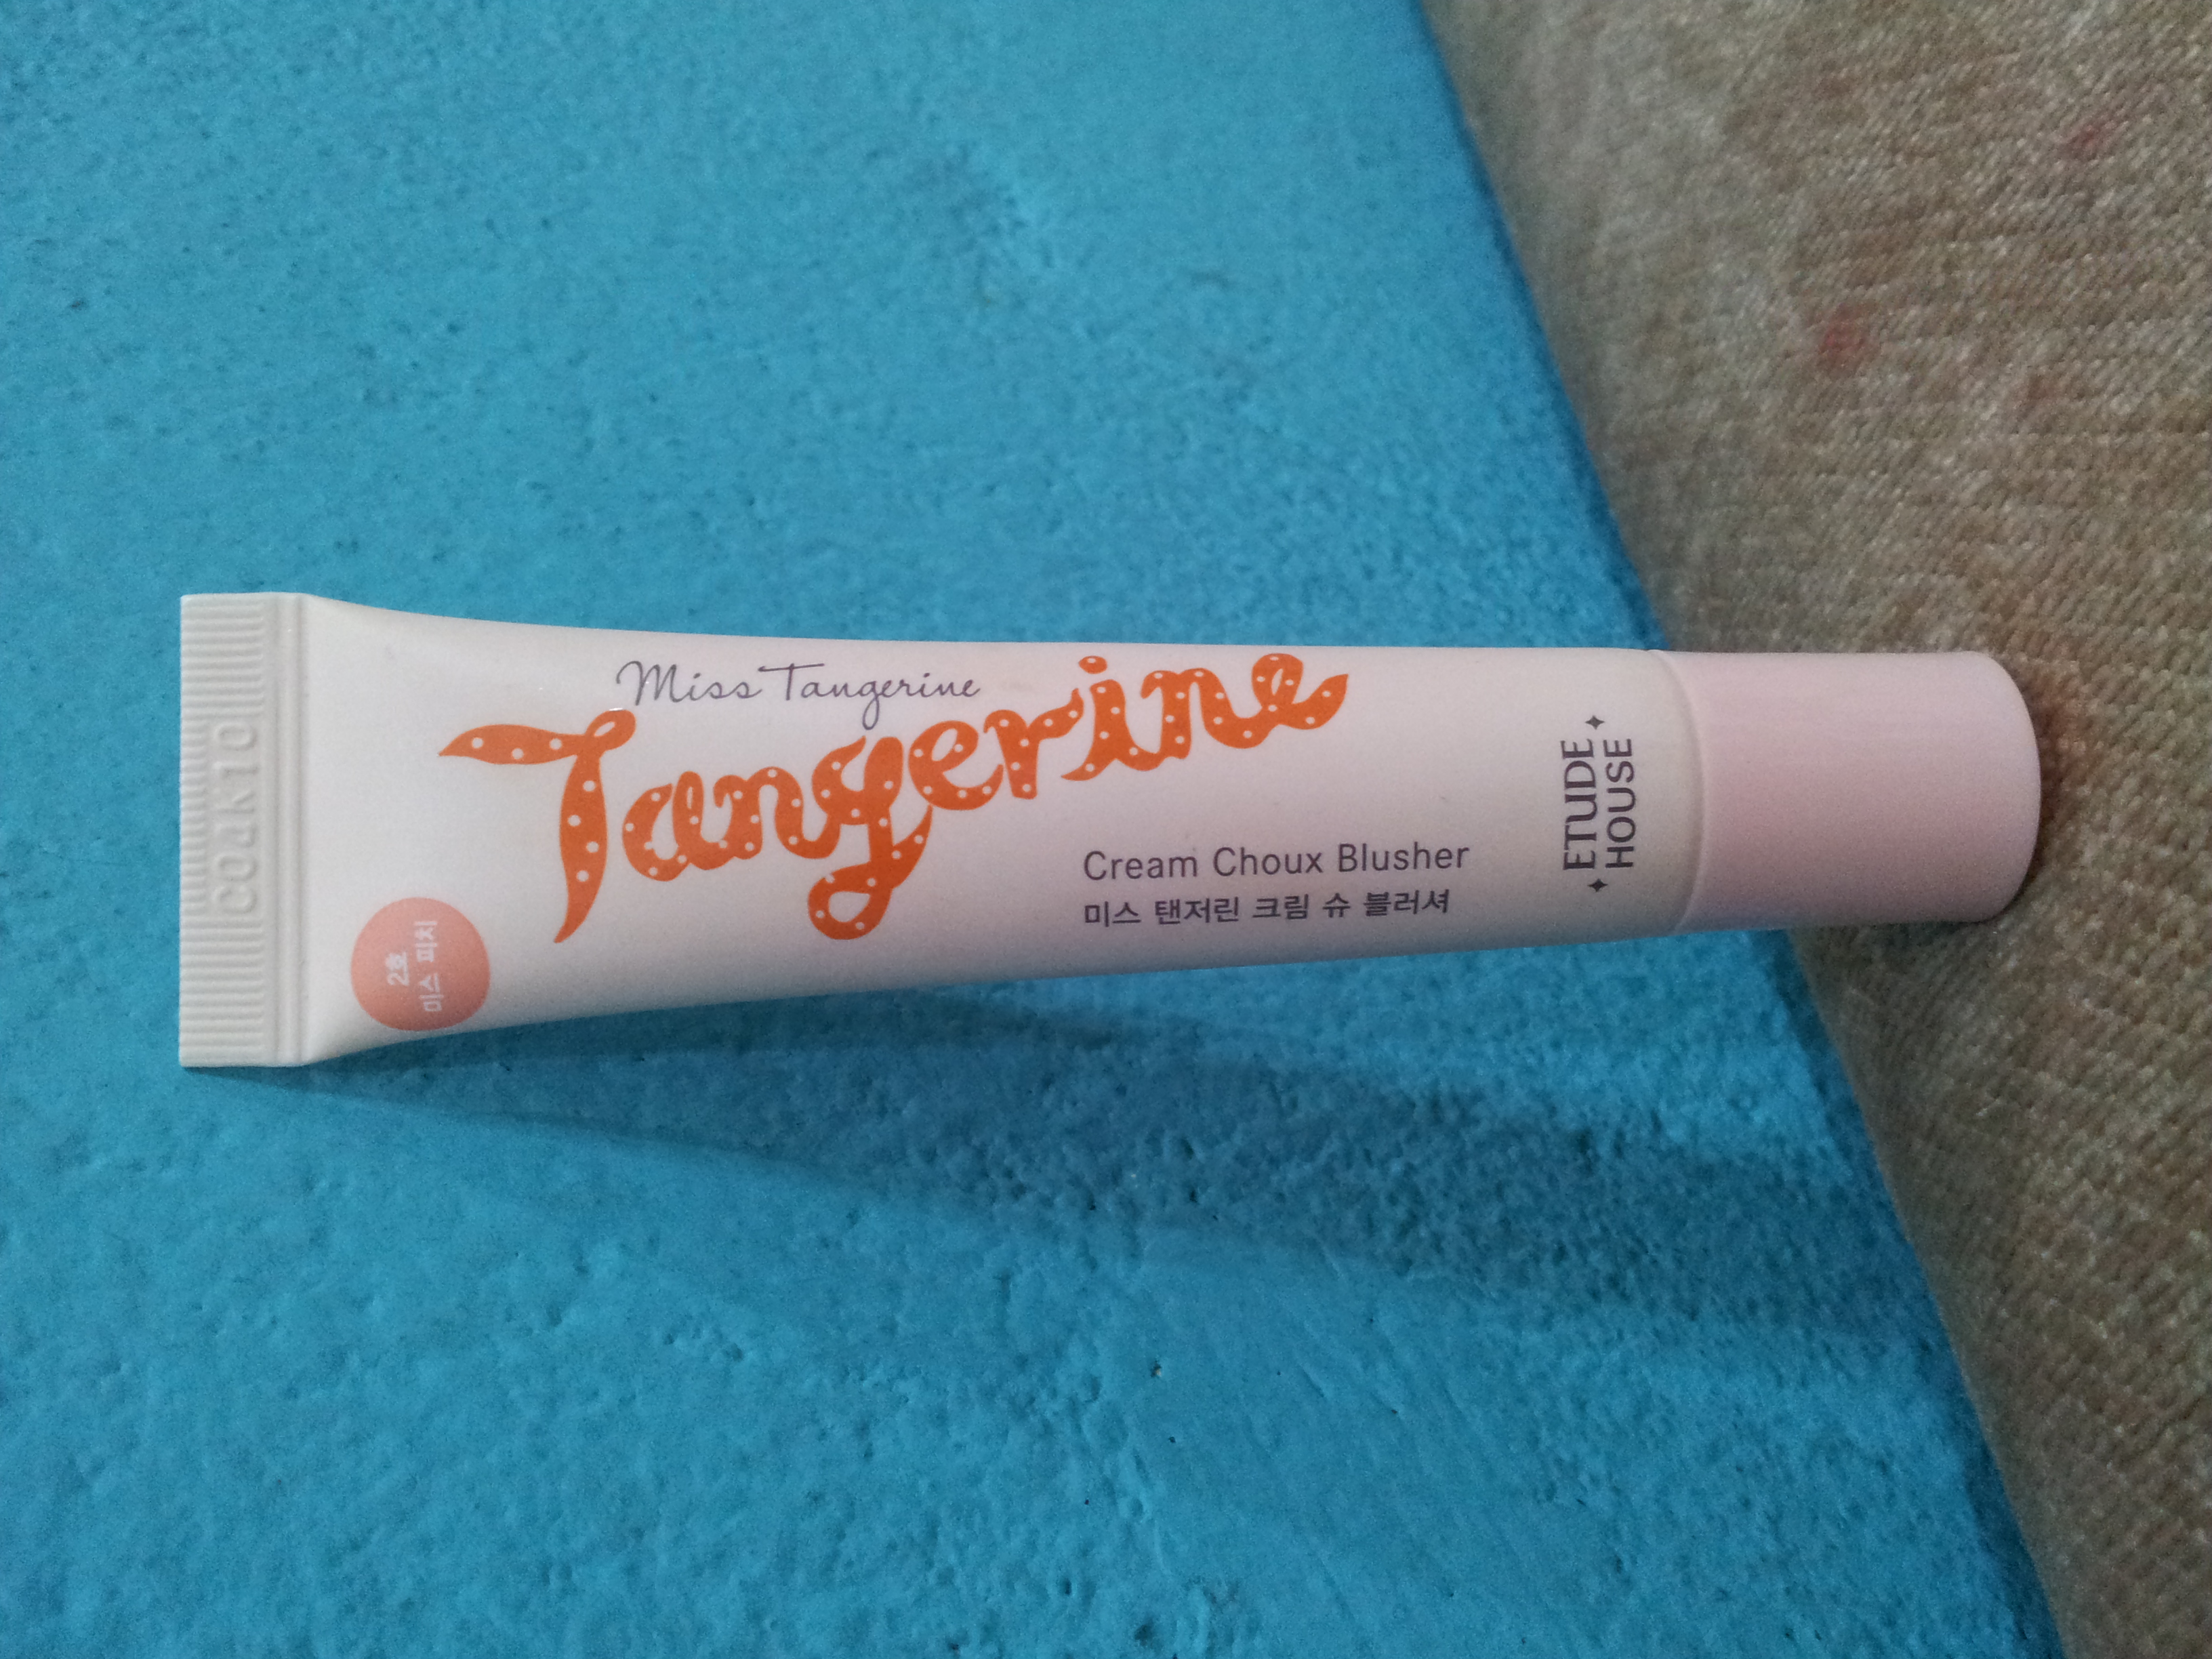 Miss Tangerine
Tangerine
Cream Choux Blusher
미스 탠저린 크림 슈 블러셔
ETUDE
HOUSE
2호
미스 피치